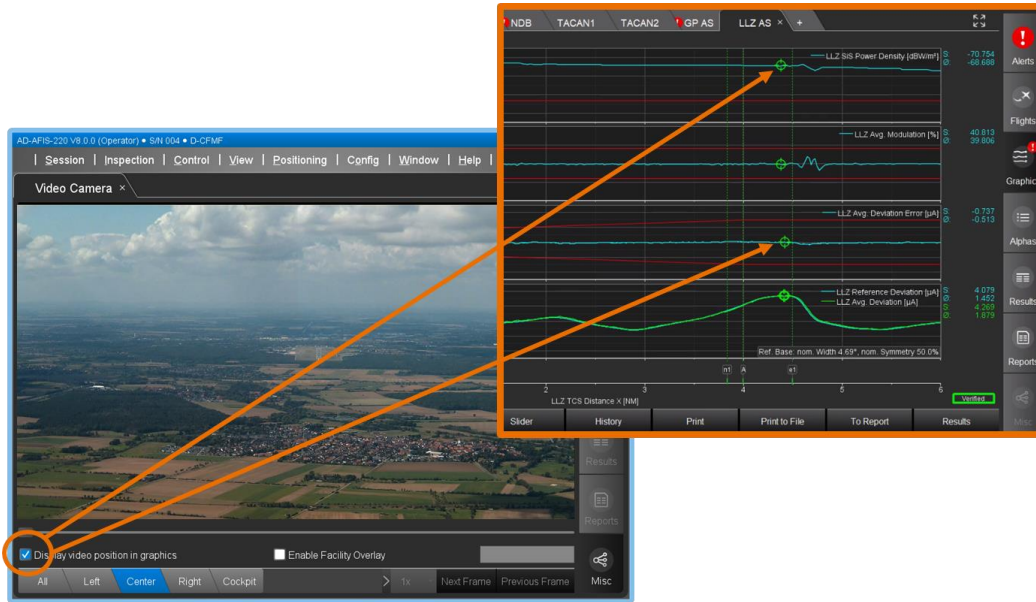 NDB TACAN1 TACAN2 GP AS LLZ AS × +
LLZ SiS Power Density [dBW/m²] S: -70.754
Ø: -68.688
LLZ Avg. Modulation [%] S: 40.813
Ø: 39.806
LLZ Avg. Deviation Error [µA] S: -0.737
Ø: -0.513
LLZ Reference Deviation [µA] S: 4.079
LLZ Avg. Deviation [µA] Ø: 1.452
S: 4.269
Ø: 1.879
Ref. Base: nom. Width 4.69°, nom. Symmetry 50.0%
n1 A e1
2 3 4 5 6
LLZ TCS Distance X [NM]
Verified
Slider History Print Print to File To Report Results
Alerts
Flights
Graphic
Alphas
Results
Reports
Misc
AD-AFIS-220 V8.0.0 (Operator) ● S/N 004 ● D-CFMF
| Session | Inspection | Control | View | Positioning | Config | Window | Help |
Video Camera ×
Results
Reports
Display video position in graphics Enable Facility Overlay
All Left Center Right Cockpit > 1x Next Frame Previous Frame Misc